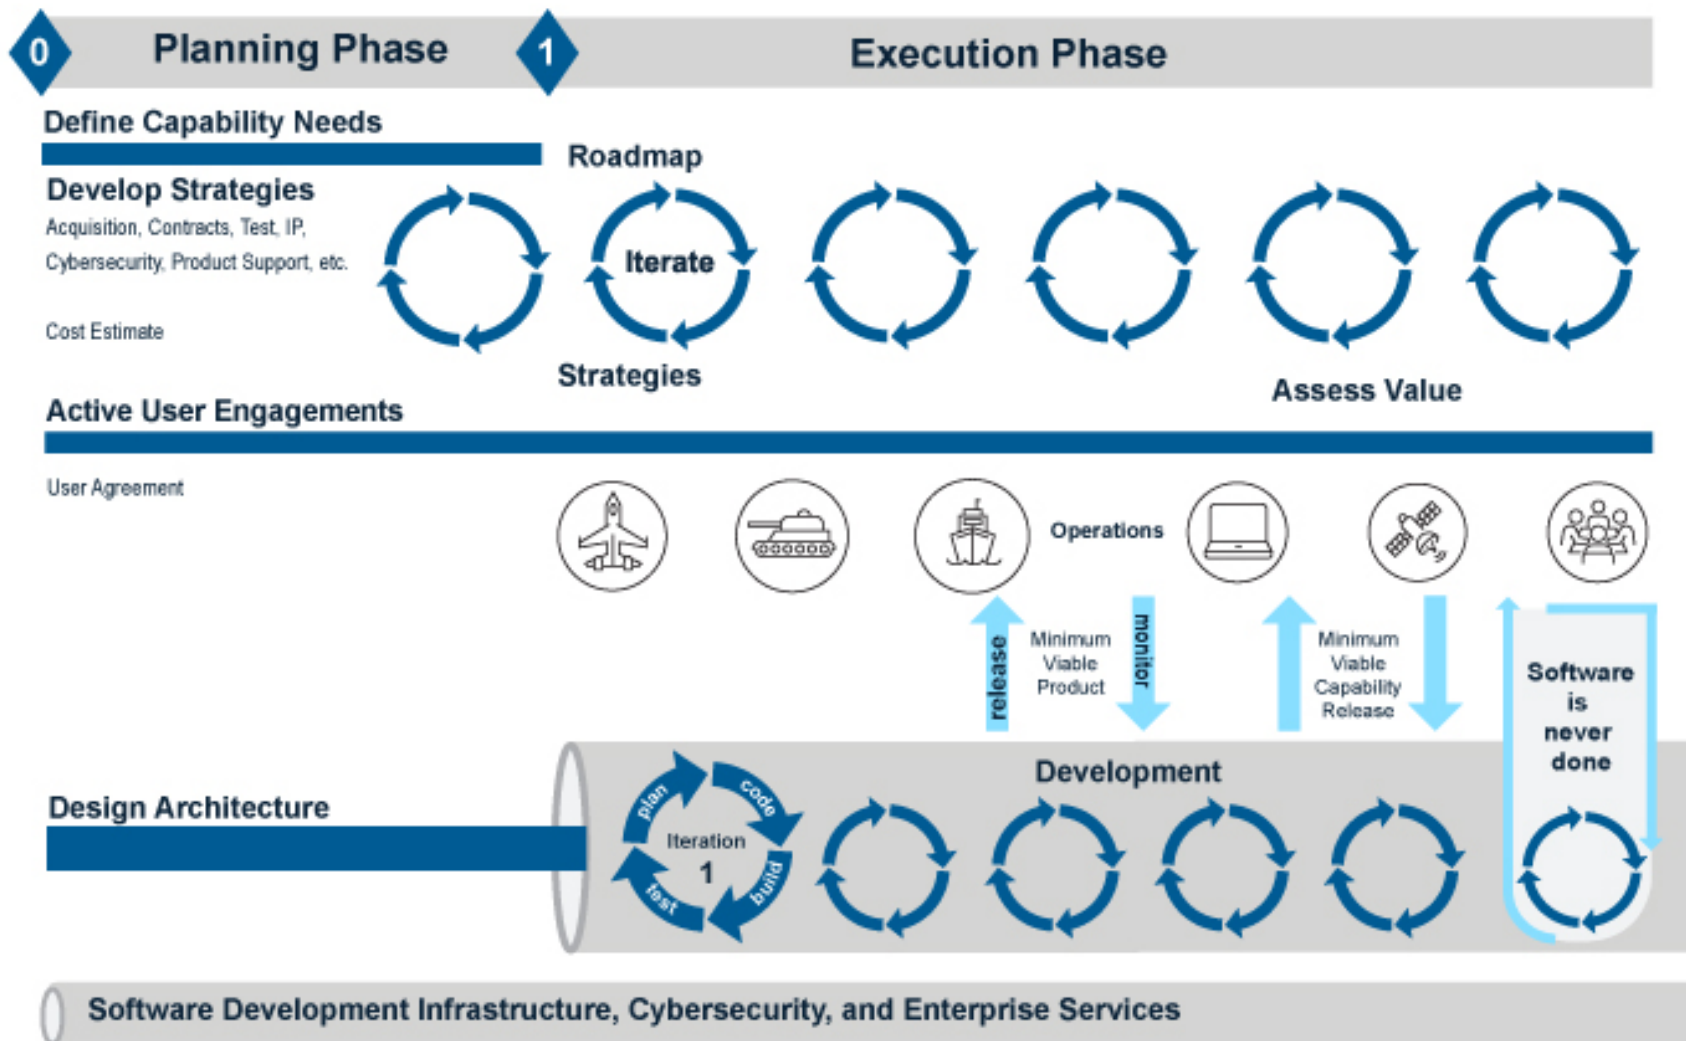 0
Planning Phase
1
Execution Phase
Define Capability Needs
Roadmap
Develop Strategies
Acquisition, Contracts, Test, IP,
Cybersecurity, Product Support, etc.
Iterate
Cost Estimate
Strategies
Assess Value
Active User Engagements
User Agreement
Operations
release
Minimum
Viable
Product
monitor
Minimum
Viable
Capability
Release
Software
is
never
done
Development
Design Architecture
plan
code
Iteration
1
build
test
Software Development Infrastructure, Cybersecurity, and Enterprise Services